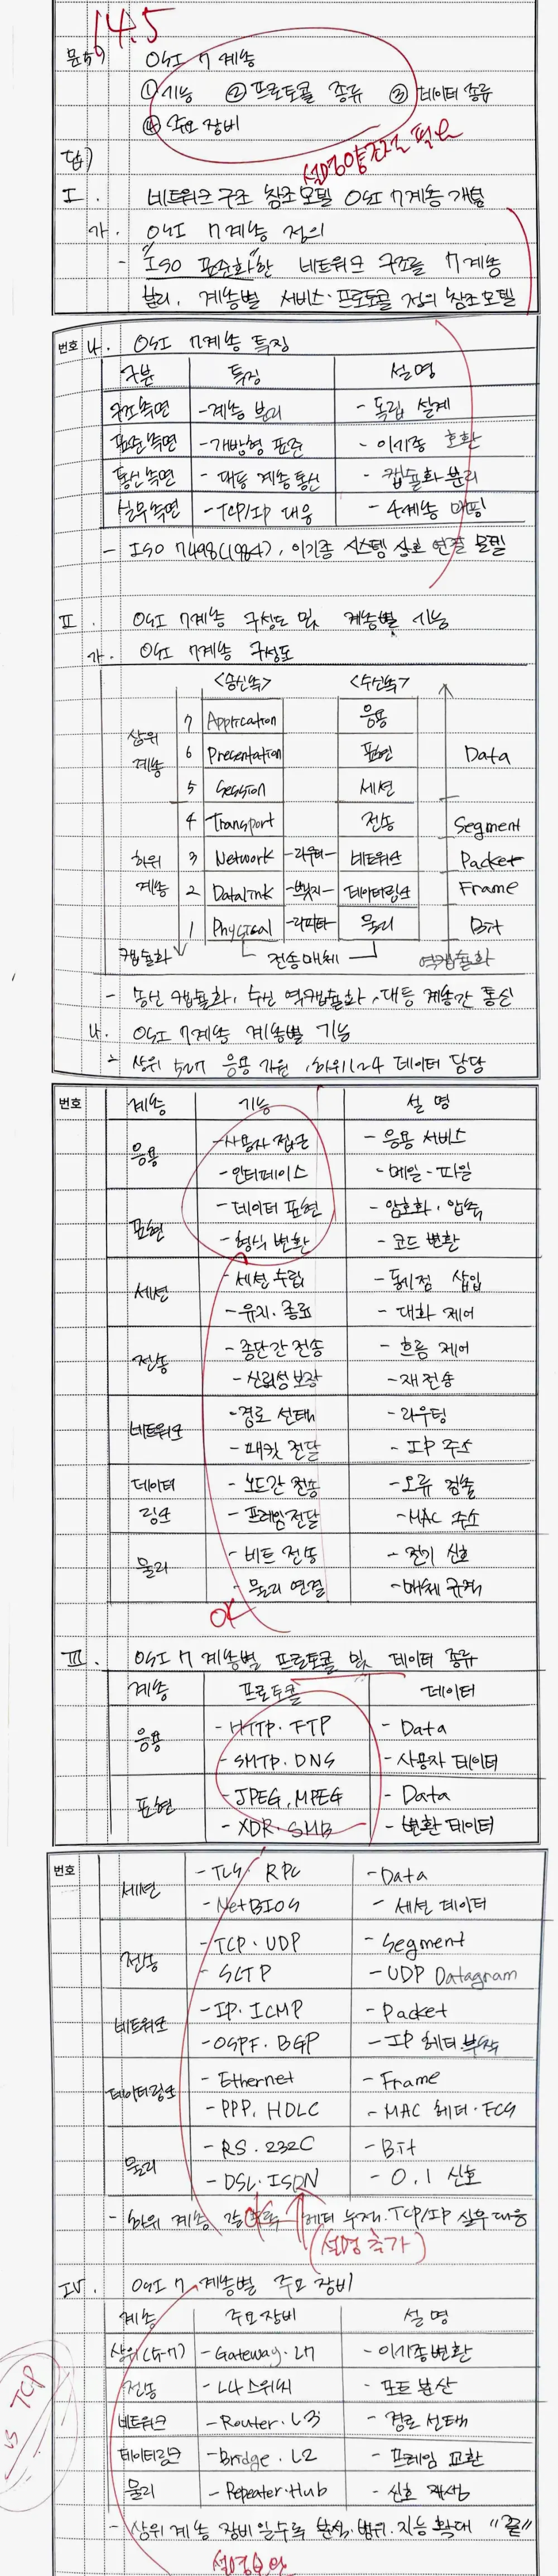 14.5
문5) OSI 7 계층
① 기능 ② 프로토콜 종류 ③ 데이터 종류
④ 주요 장비
설명양조절 필요
답)
I. 네트워크 구조 참조 모델 OSI 7계층 개념
가. OSI 7계층 정의
- ISO 표준화한 네트워크 구조를 7계층
분리, 계층별 서비스·프로토콜 정의 참조모델
번호 나. OSI 7계층 특징
구분 특징 설명
구조측면 - 계층 분리 - 독립 설계
표준측면 - 개방형 표준 - 이기종 호환
통신측면 - 대등 계층 통신 - 캡슐화 분리
실무측면 - TCP/IP 대응 - 4계층 매핑
- ISO 7498(1984), 이기종 시스템 상호 연결 모델
II. OSI 7계층 구성도 및 계층별 기능
가. OSI 7계층 구성도
<송신측> <수신측>
7 Application 응용
상위 계층 6 Presentation 표현 Data
5 Session 세션
4 Transport 전송 Segment
하위 3 Network -라우터- 네트워크 Packet
계층 2 Datalink -브릿지- 데이터링크 Frame
1 Physical -리피터- 물리 Bit
캡슐화 전송매체 역캡슐화
- 송신 캡슐화, 수신 역캡슐화, 대등 계층간 통신
나. OSI 7계층 계층별 기능
- 상위 5~7 응용 지원, 하위 1~4 데이터 담당
번호 계층 기능 설명
응용 - 사용자 접근 - 응용 서비스
- 인터페이스 - 메일·파일
표현 - 데이터 표현 - 암호화·압축
- 형식 변환 - 코드 변환
세션 - 세션 수립 - 동기점 삽입
- 유지·종료 - 대화 제어
전송 - 종단간 전송 - 흐름 제어
- 신뢰성 보장 - 재전송
네트워크 - 경로 선택 - 라우팅
- 패킷 전달 - IP 주소
데이터 - 노드간 전송 - 오류 검출
링크 - 프레임 전달 - MAC 주소
물리 - 비트 전송 - 전기 신호
- 물리 연결 - 매체 규격
OK
III. OSI 7 계층별 프로토콜 및 데이터 종류
계층 프로토콜 데이터
응용 - HTTP·FTP - Data
- SMTP·DNS - 사용자 데이터
표현 - JPEG, MPEG - Data
- XDR·SMB - 변환 데이터
번호 세션 - TLS· RPC - Data
- NetBIOS - 세션 데이터
전송 - TCP·UDP - Segment
- SCTP - UDP Datagram
네트워크 - IP·ICMP - Packet
- OSPF·BGP - IP 헤더 부착
데이터링크 - Ethernet - Frame
- PPP, HDLC - MAC 헤더·FCS
물리 - RS·232C - Bit
- DSL·ISDN - 0,1 신호
- 하위 계층 갈수록 헤더 누적, TCP/IP 실무 대응
OK
(설명 추가)
IV. OSI 7 계층별 주요 장비
계층 주요장비 설명
상위(5-7) - Gateway·L7 - 이기종변환
전송 - L4 스위치 - 포트 분산
네트워크 - Router·L3 - 경로 선택
데이터링크 - Bridge·L2 - 프레임 교환
물리 - Repeater·Hub - 신호 재생
- 상위 계층 장비 일수록 분석·범위·지능 확대 "끝"
vs TCP
설명보완